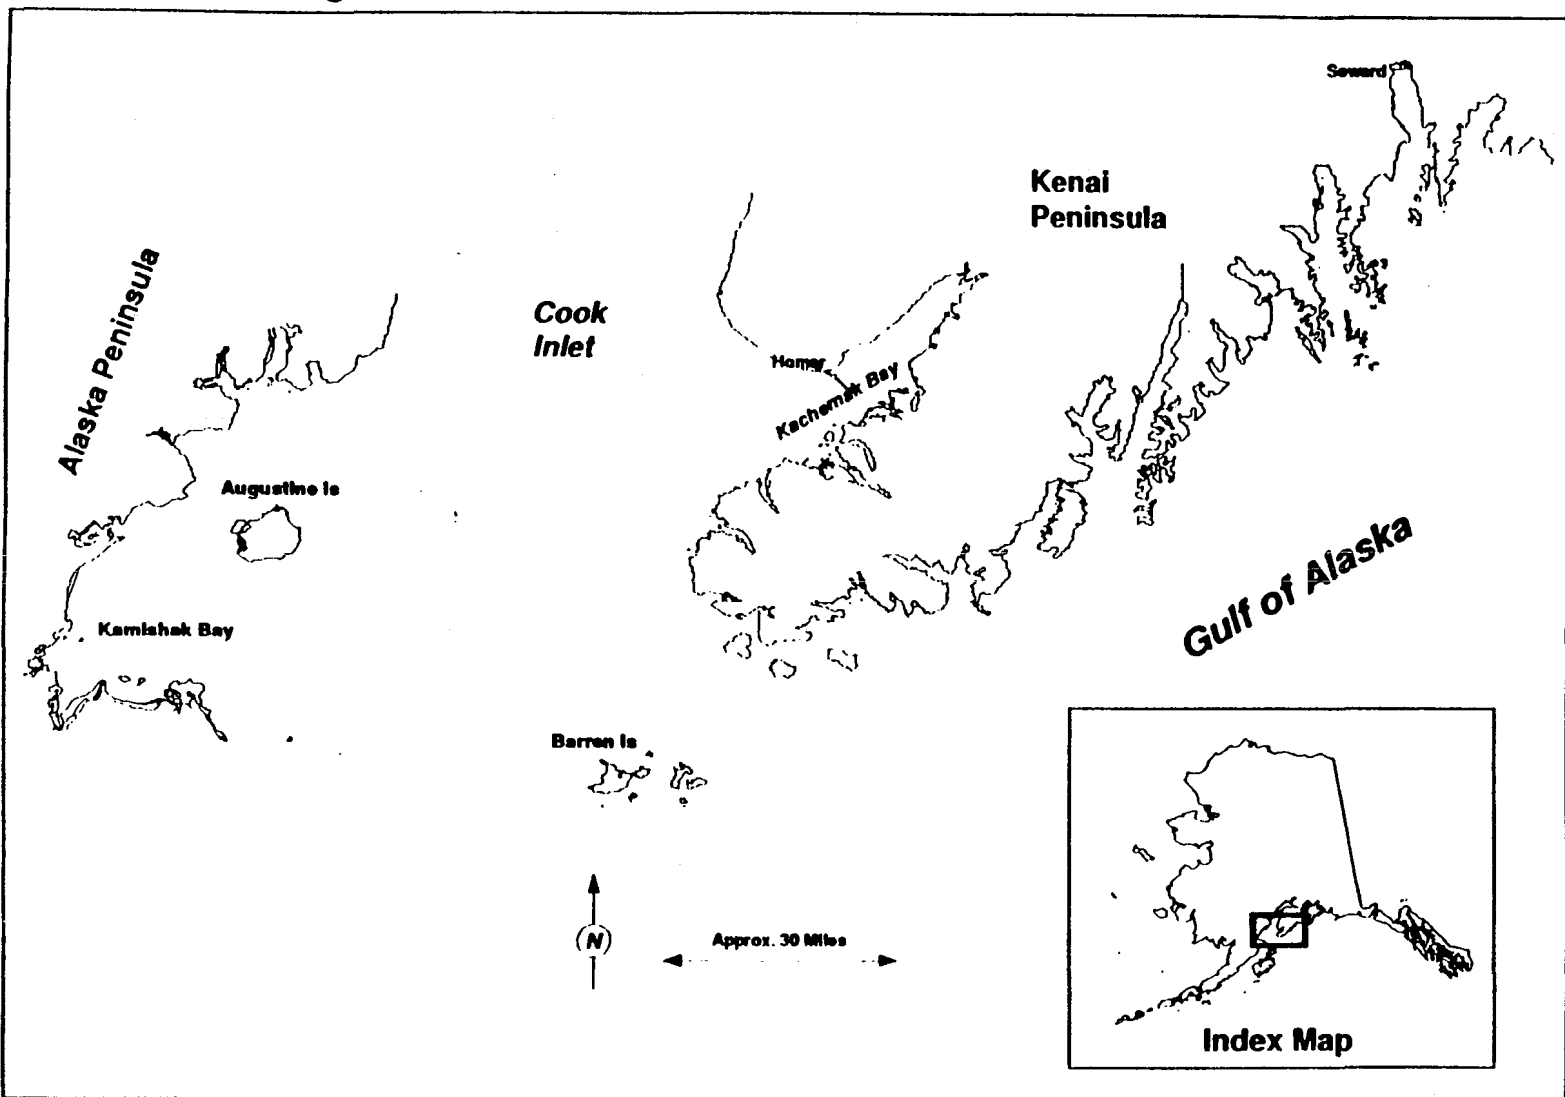 Seward
Kenai
Peninsula
Alaska Peninsula
Cook
Inlet
Homer
Kachemak Bay
Augustine Is
Gulf of Alaska
Kamishak Bay
Barren Is
(N)
Approx. 30 Miles
Index Map